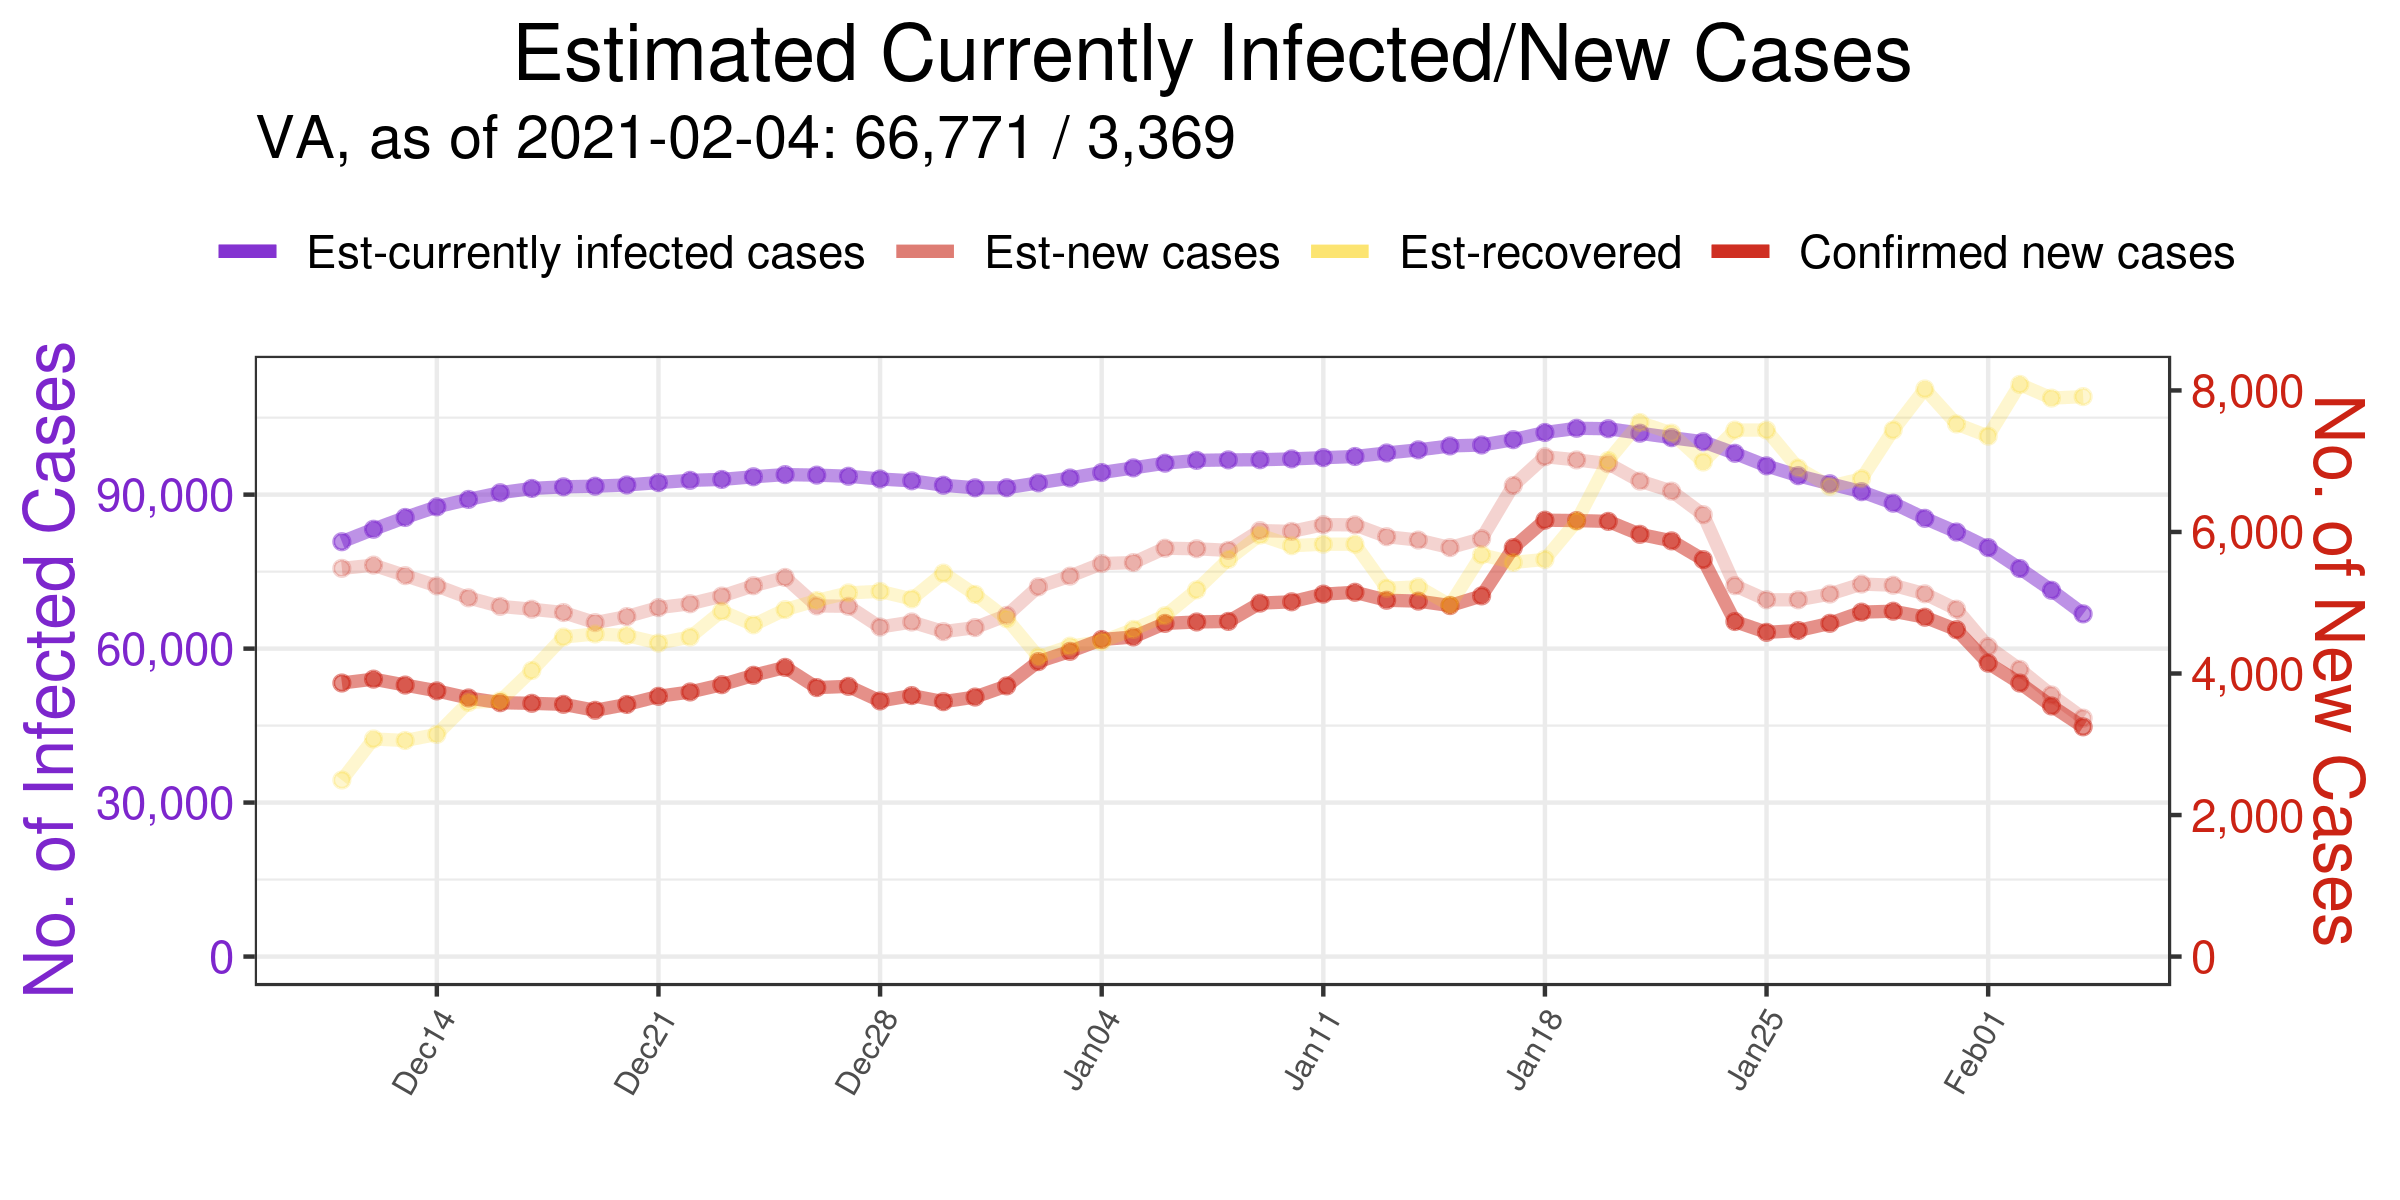 Estimated Currently Infected/New Cases
VA, as of 2021-02-04: 66,771 / 3,369
Est-currently infected cases Est-new cases Est-recovered Confirmed new cases
No. of Infected Cases
90,000
60,000
30,000
0
8,000
6,000
4,000
2,000
0
No. of New Cases
Dec14 Dec21 Dec28 Jan04 Jan11 Jan18 Jan25 Feb01